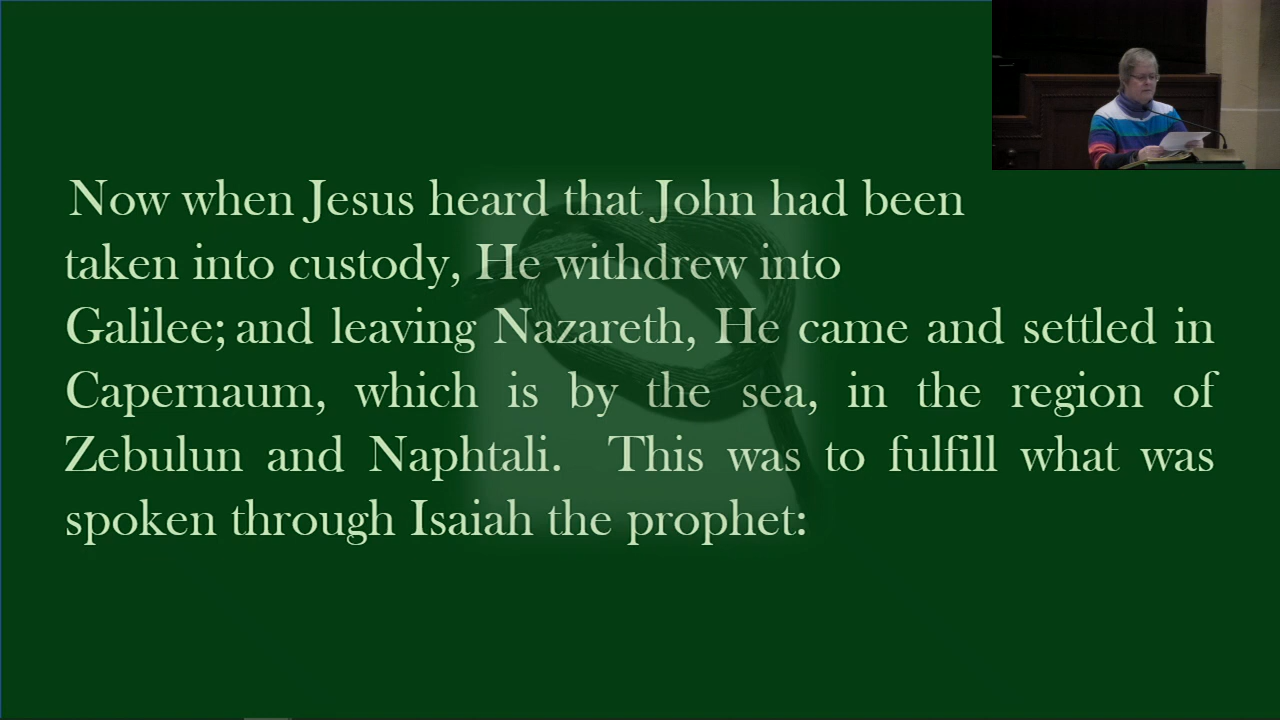 Now when Jesus heard that John had been
taken into custody, He withdrew into
Galilee; and leaving Nazareth, He came and settled in
Capernaum, which is by the sea, in the region of
Zebulun and Naphtali. This was to fulfill what was
spoken through Isaiah the prophet: